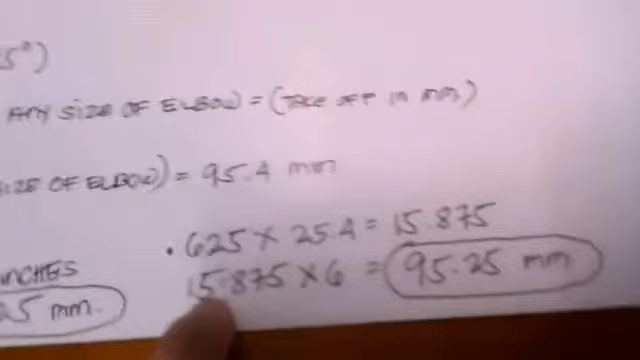 5°)
ANY SIZE OF ELBOW = (TAKE OFF IN mm)
SIZE OF ELBOW) = 95.4 mm
.625 x 25.4 = 15.875
INCHES
15.875 x 6 = 95.25 mm
25 mm.